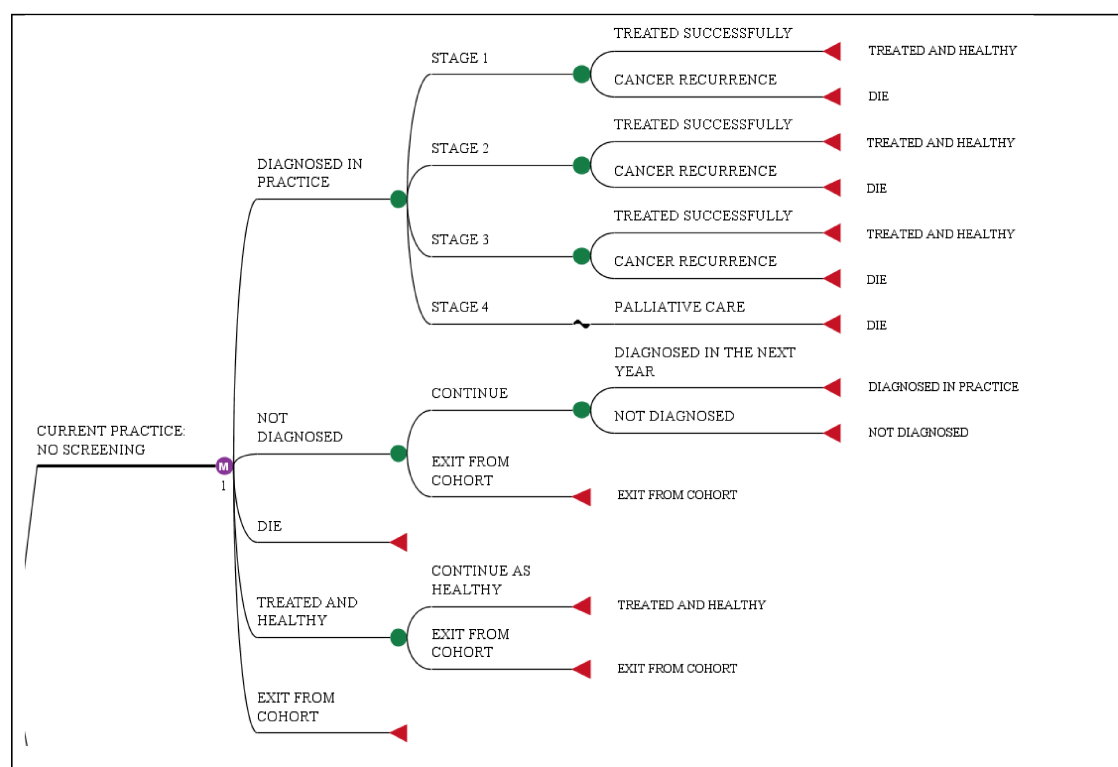 TREATED SUCCESSFULLY
TREATED AND HEALTHY
STAGE 1
CANCER RECURRENCE
DIE
TREATED SUCCESSFULLY
TREATED AND HEALTHY
STAGE 2
DIAGNOSED IN
PRACTICE
CANCER RECURRENCE
DIE
TREATED SUCCESSFULLY
TREATED AND HEALTHY
STAGE 3
CANCER RECURRENCE
DIE
STAGE 4
PALLIATIVE CARE
DIE
DIAGNOSED IN THE NEXT
YEAR
DIAGNOSED IN PRACTICE
CONTINUE
NOT DIAGNOSED
NOT DIAGNOSED
NOT
DIAGNOSED
CURRENT PRACTICE:
NO SCREENING
M
1
EXIT FROM
COHORT
EXIT FROM COHORT
DIE
CONTINUE AS
HEALTHY
TREATED AND HEALTHY
TREATED AND
HEALTHY
EXIT FROM
COHORT
EXIT FROM COHORT
EXIT FROM
COHORT